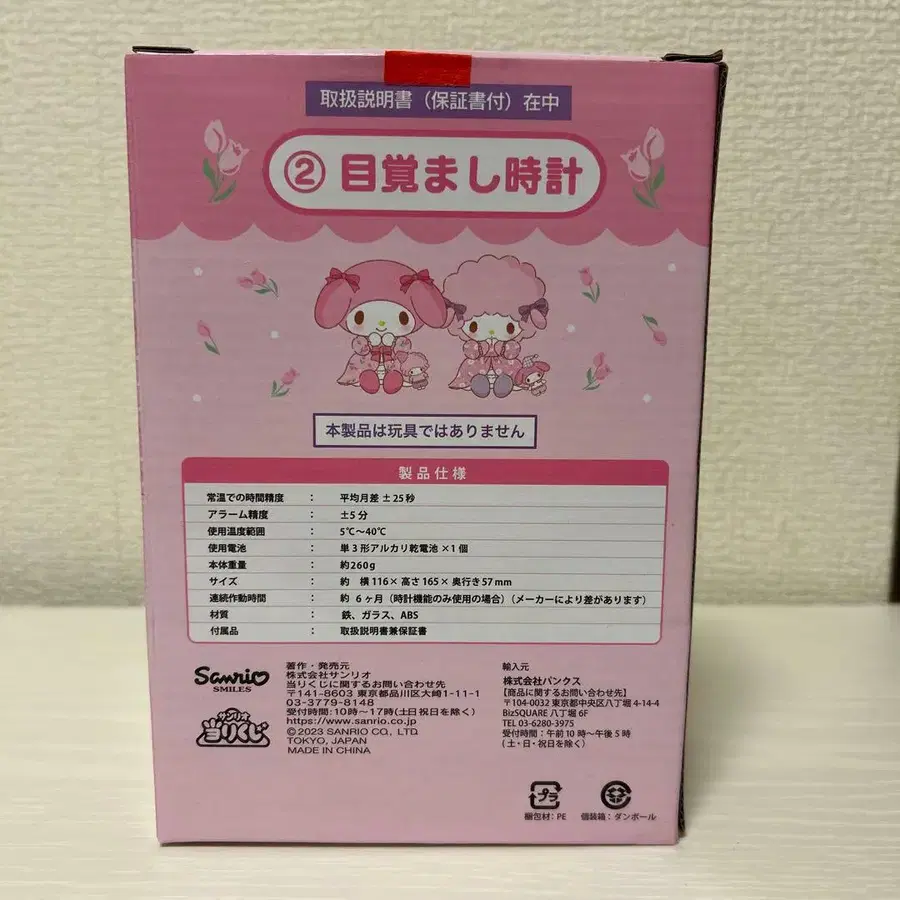 取扱説明書（保証書付）在中
② 目覚まし時計
本製品は玩具ではありません
製品仕様
常温での時間精度 ： 平均月差 ±25秒
アラーム精度 ： ±5分
使用温度範囲 ： 5℃～40℃
使用電池 ： 単3形アルカリ乾電池 ×1個
本体重量 ： 約260g
サイズ ： 約 横116× 高さ165× 奥行き57mm
連続作動時間 ： 約 6ヶ月（時計機能のみ使用の場合）（メーカーにより差があります）
材質 ： 鉄、ガラス、ABS
付属品 ： 取扱説明書兼保証書
Sanrio
SMILES
サンリオ
当りくじ
著作・発売元
株式会社サンリオ
当りくじに関するお問い合わせ先
〒141-8603 東京都品川区大崎1-11-1
03-3779-8148
受付時間:10時～17時(土日祝日を除く)
https://www.sanrio.co.jp
©2023 SANRIO CO., LTD.
TOKYO, JAPAN
MADE IN CHINA
輸入元
株式会社バンクス
【商品に関するお問い合わせ先】
〒104-0032 東京都中央区八丁堀 4-14-4
BizSQUARE 八丁堀 6F
TEL 03-6280-3975
受付時間：午前10時～午後5時
(土・日・祝日を除く)
プラ
梱包材：PE
個装箱：ダンボール